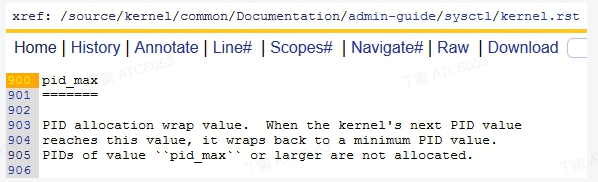 xref: /source/kernel/common/Documentation/admin-guide/sysctl/kernel.rst
Home | History | Annotate | Line# | Scopes# | Navigate# | Raw | Download
900 pid_max
901 =======
902
903 PID allocation wrap value.  When the kernel's next PID value
904 reaches this value, it wraps back to a minimum PID value.
905 PIDs of value ``pid_max`` or larger are not allocated.
906